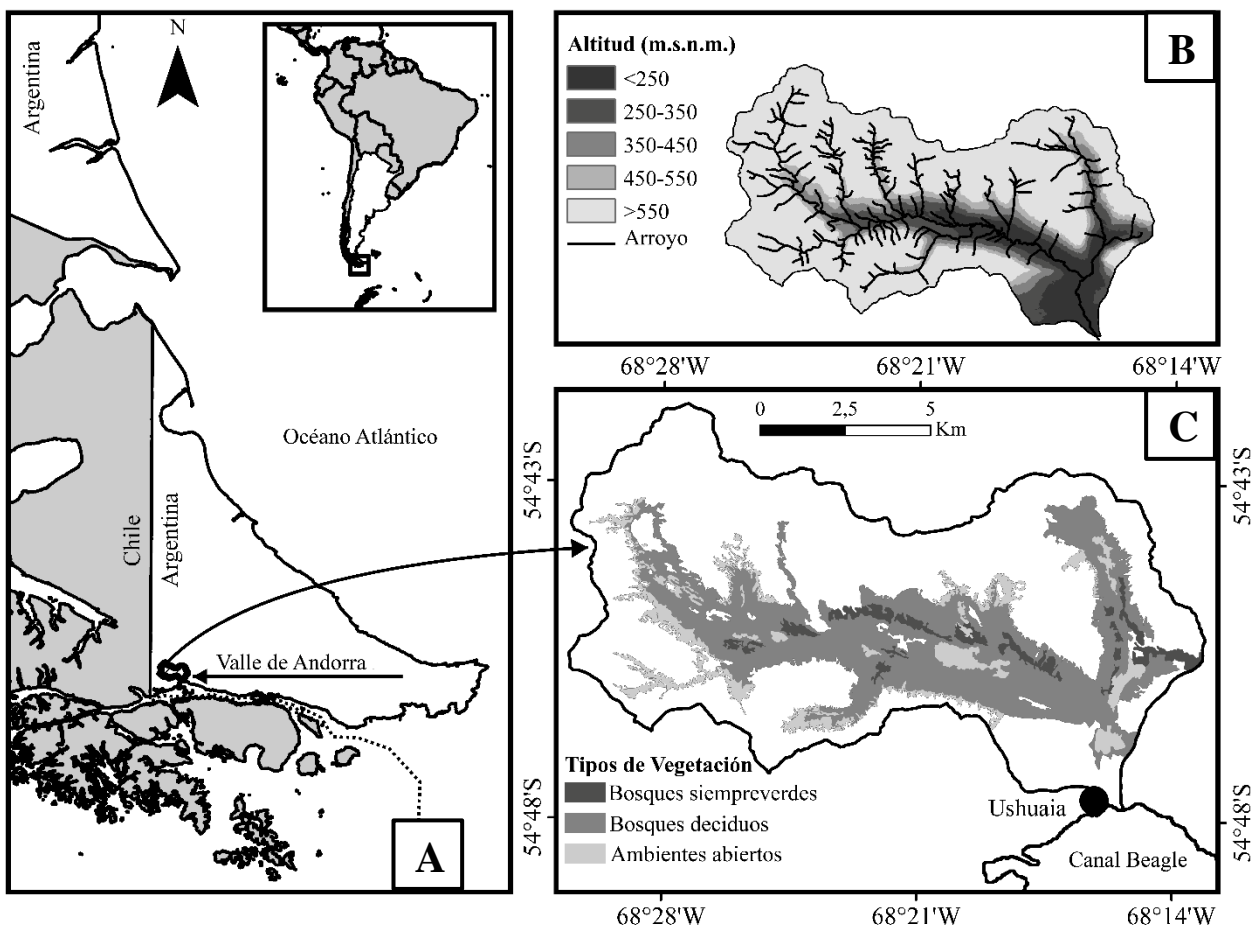 N
Argentina
Océano Atlántico
Chile
Argentina
Valle de Andorra
A
B
Altitud (m.s.n.m.)
<250
250-350
350-450
450-550
>550
Arroyo
68°28'W
68°21'W
68°14'W
C
0
2,5
5
Km
54°43'S
54°43'S
54°48'S
54°48'S
Tipos de Vegetación
Bosques siempreverdes
Bosques deciduos
Ambientes abiertos
Ushuaia
Canal Beagle
68°28'W
68°21'W
68°14'W